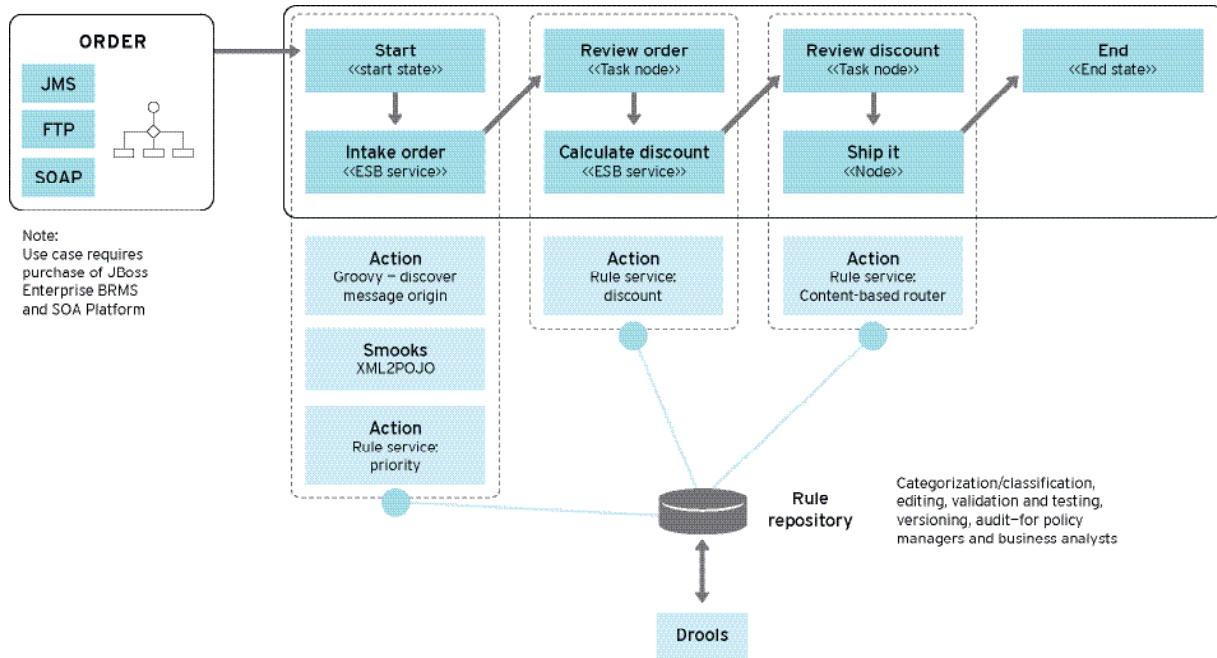 ORDER
JMS
FTP
SOAP
Note:
Use case requires
purchase of JBoss
Enterprise BRMS
and SOA Platform
Start
<<start state>>
Intake order
<<ESB service>>
Review order
<<Task node>>
Calculate discount
<<ESB service>>
Review discount
<<Task node>>
Ship it
<<Node>>
End
<<End state>>
Action
Groovy – discover
message origin
Smooks
XML2POJO
Action
Rule service:
priority
Action
Rule service:
discount
Action
Rule service:
Content-based router
Rule
repository
Categorization/classification,
editing, validation and testing,
versioning, audit–for policy
managers and business analysts
Drools